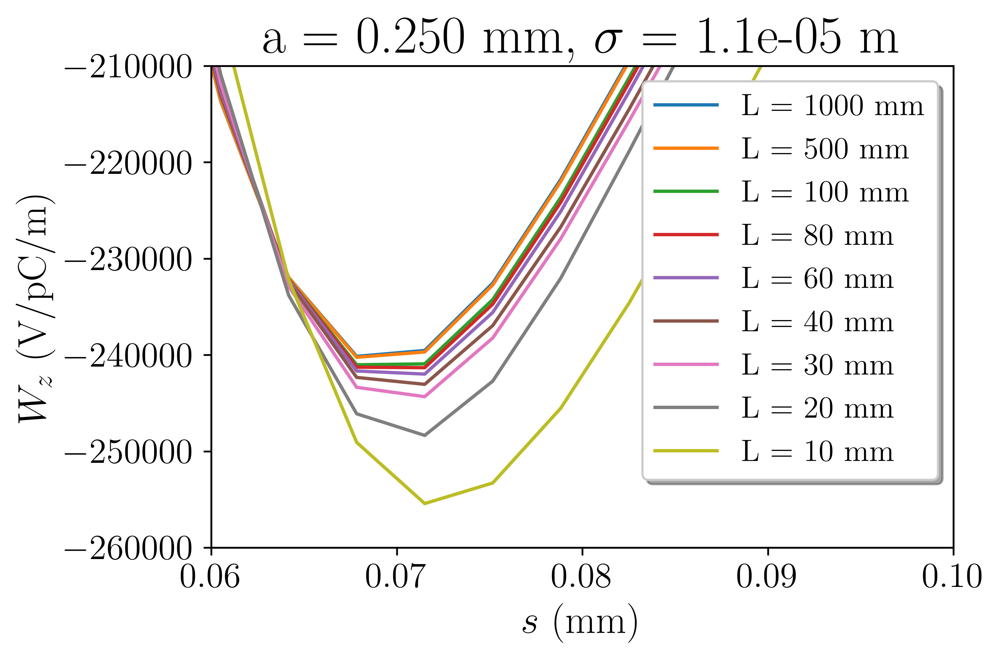 a = 0.250 mm, σ = 1.1e-05 m
−210000
−220000
−230000
−240000
−250000
−260000
W_z (V/pC/m)
0.06 0.07 0.08 0.09 0.10
s (mm)
L = 1000 mm
L = 500 mm
L = 100 mm
L = 80 mm
L = 60 mm
L = 40 mm
L = 30 mm
L = 20 mm
L = 10 mm